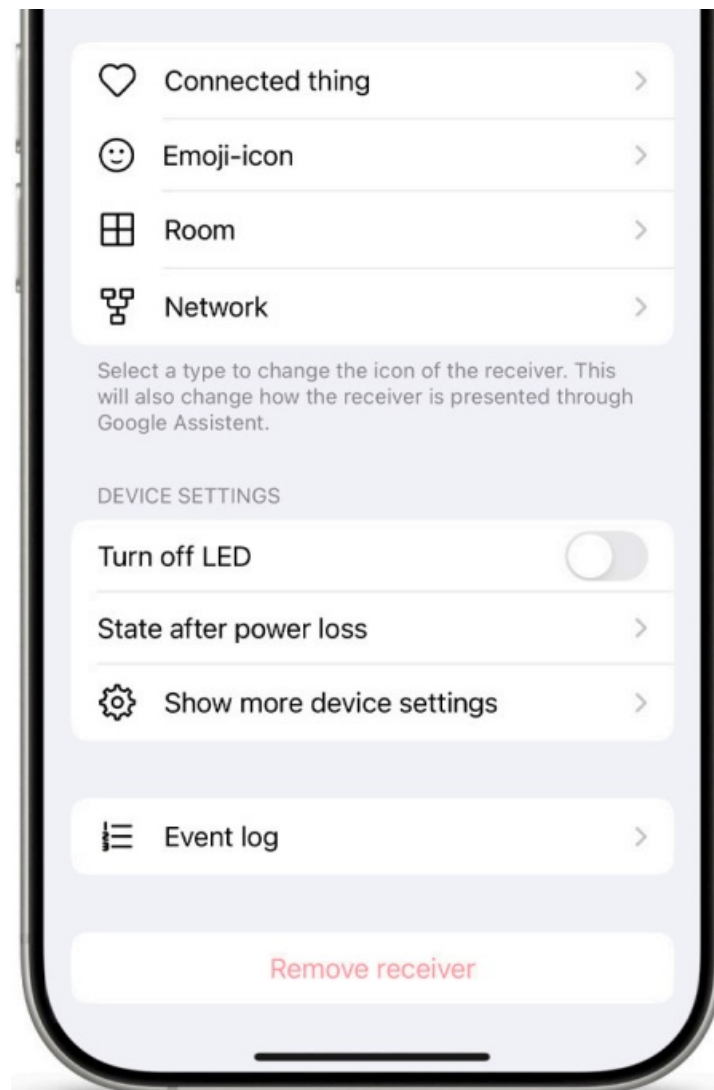 Connected thing
Emoji-icon
Room
Network
Select a type to change the icon of the receiver. This
will also change how the receiver is presented through
Google Assistent.
DEVICE SETTINGS
Turn off LED
State after power loss
Show more device settings
Event log
Remove receiver